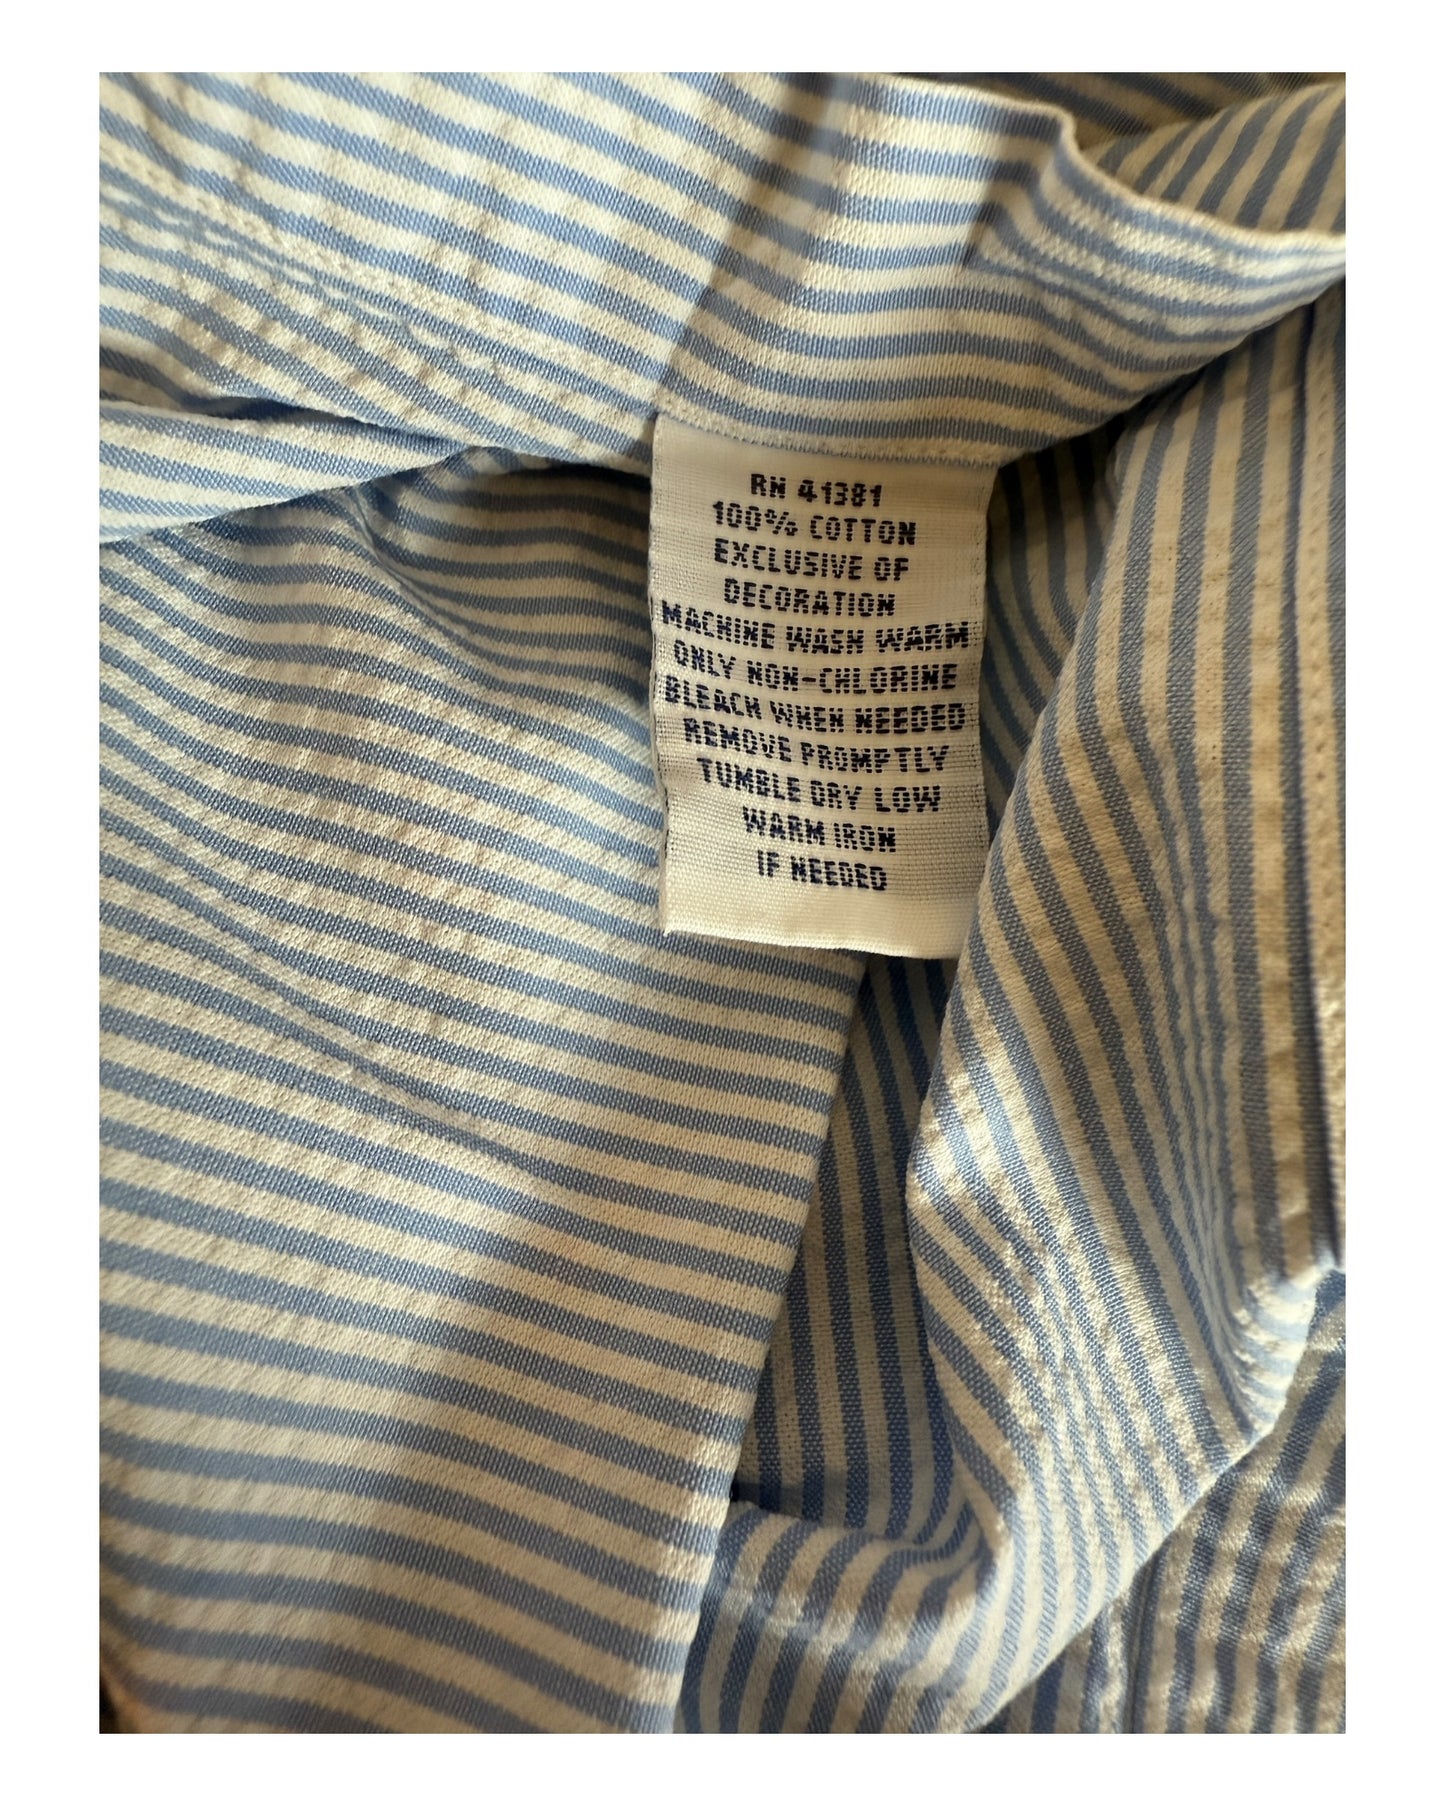 RN 41381
100% COTTON
EXCLUSIVE OF
DECORATION
MACHINE WASH WARM
ONLY NON-CHLORINE
BLEACH WHEN NEEDED
REMOVE PROMPTLY
TUMBLE DRY LOW
WARM IRON
IF NEEDED